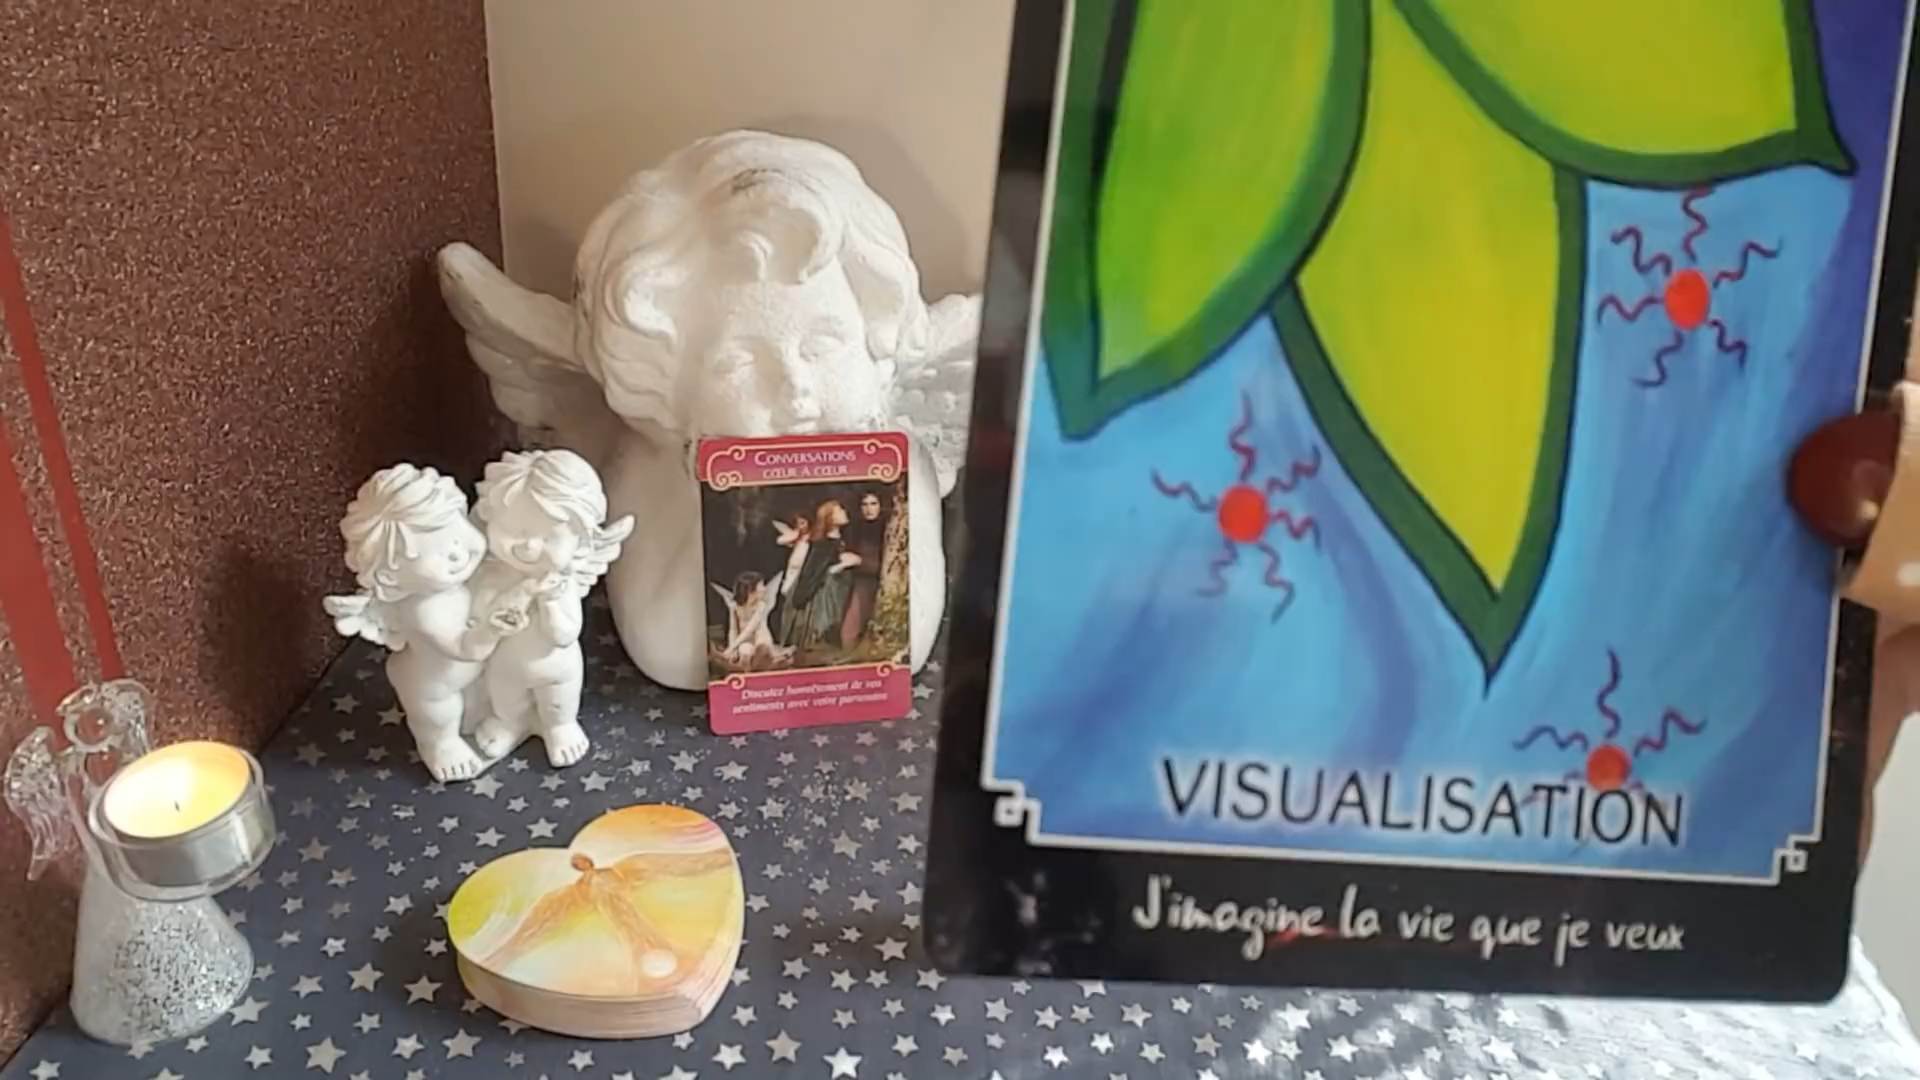 CONVERSATIONS
CŒUR À CŒUR
Discutez honnêtement de vos
sentiments avec votre partenaire
VISUALISATION
J'imagine la vie que je veux